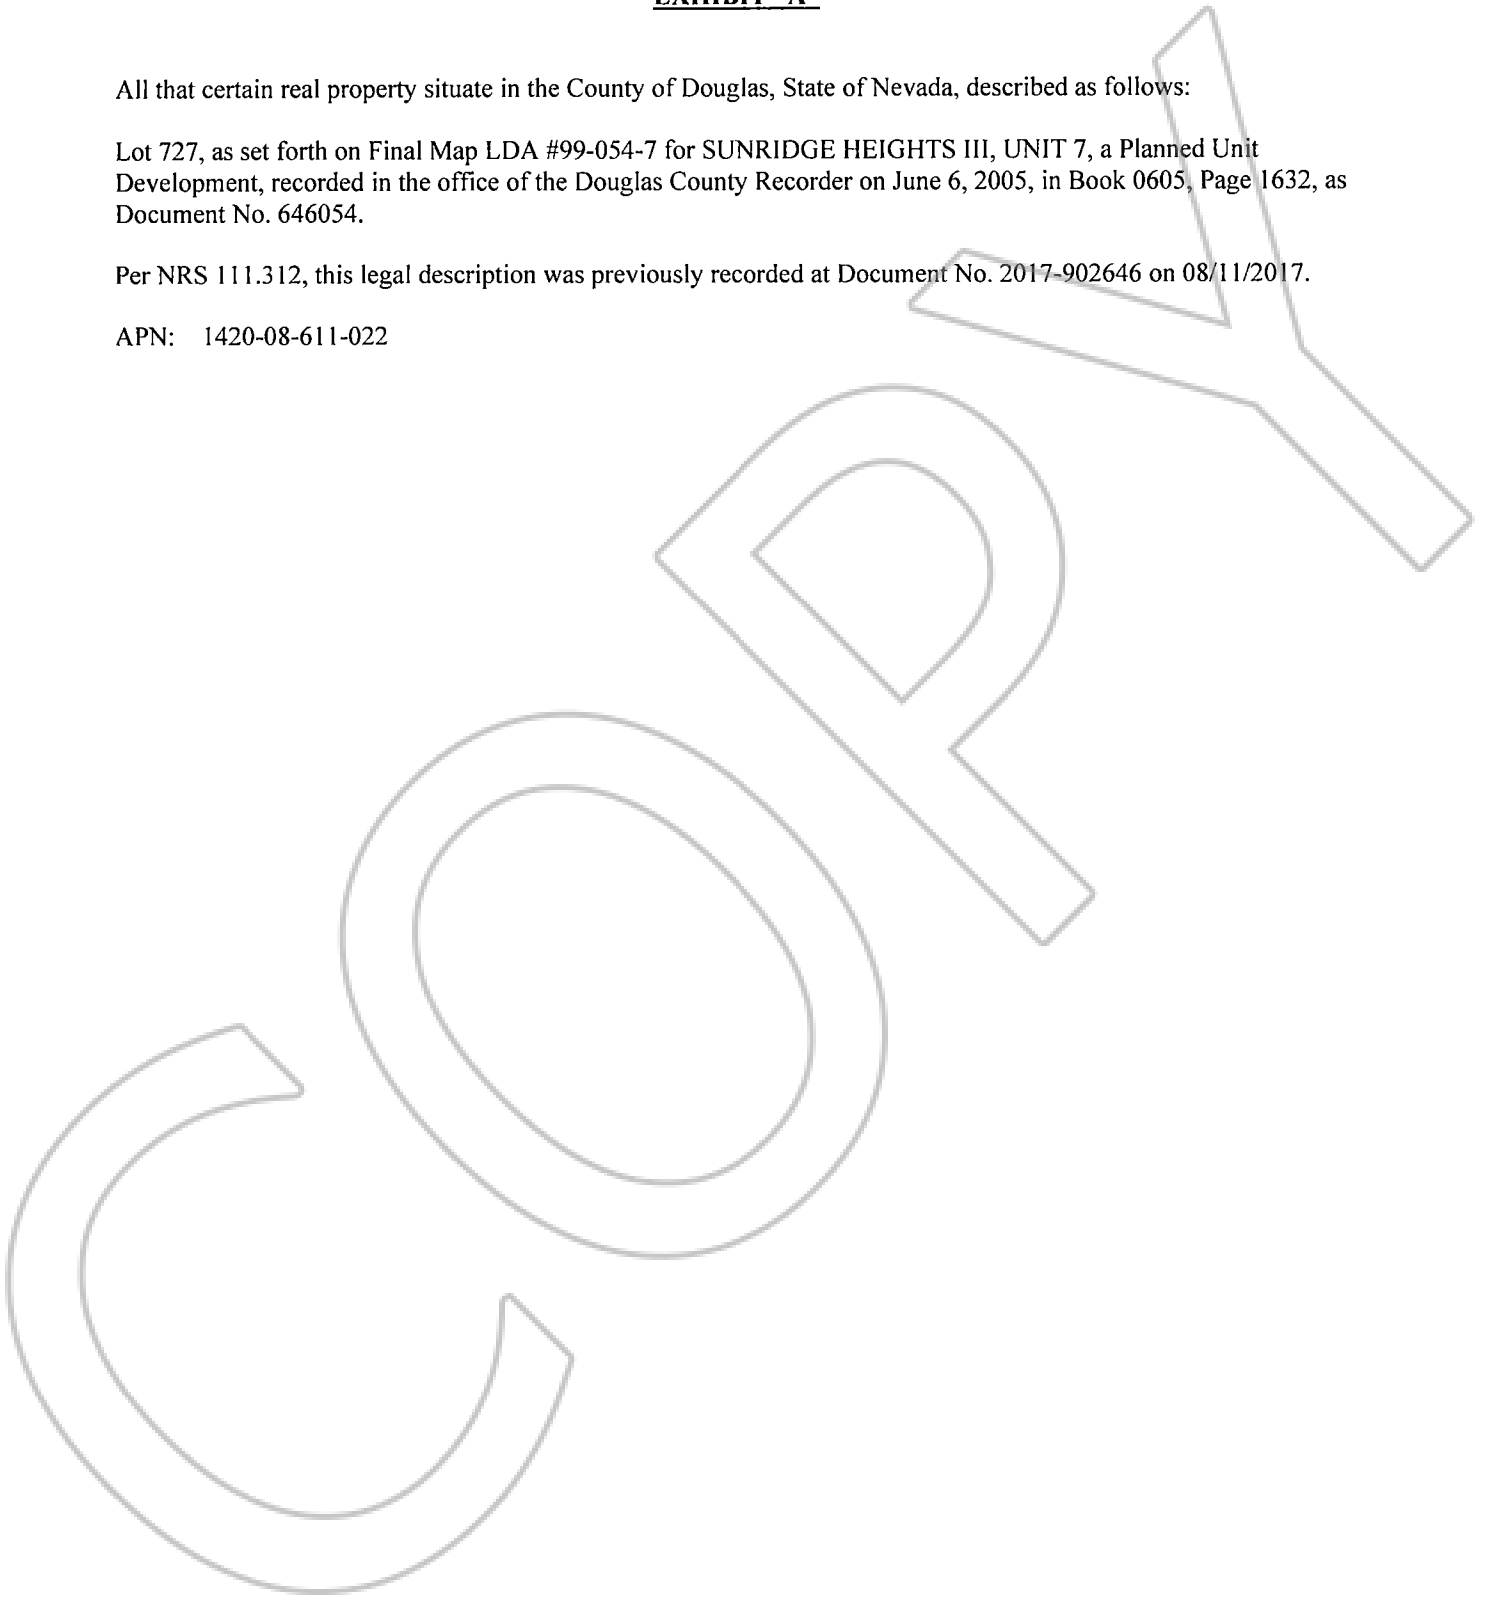 EXHIBIT "A"
All that certain real property situate in the County of Douglas, State of Nevada, described as follows:
Lot 727, as set forth on Final Map LDA #99-054-7 for SUNRIDGE HEIGHTS III, UNIT 7, a Planned Unit
Development, recorded in the office of the Douglas County Recorder on June 6, 2005, in Book 0605, Page 1632, as
Document No. 646054.
Per NRS 111.312, this legal description was previously recorded at Document No. 2017-902646 on 08/11/2017.
APN: 1420-08-611-022
COPY